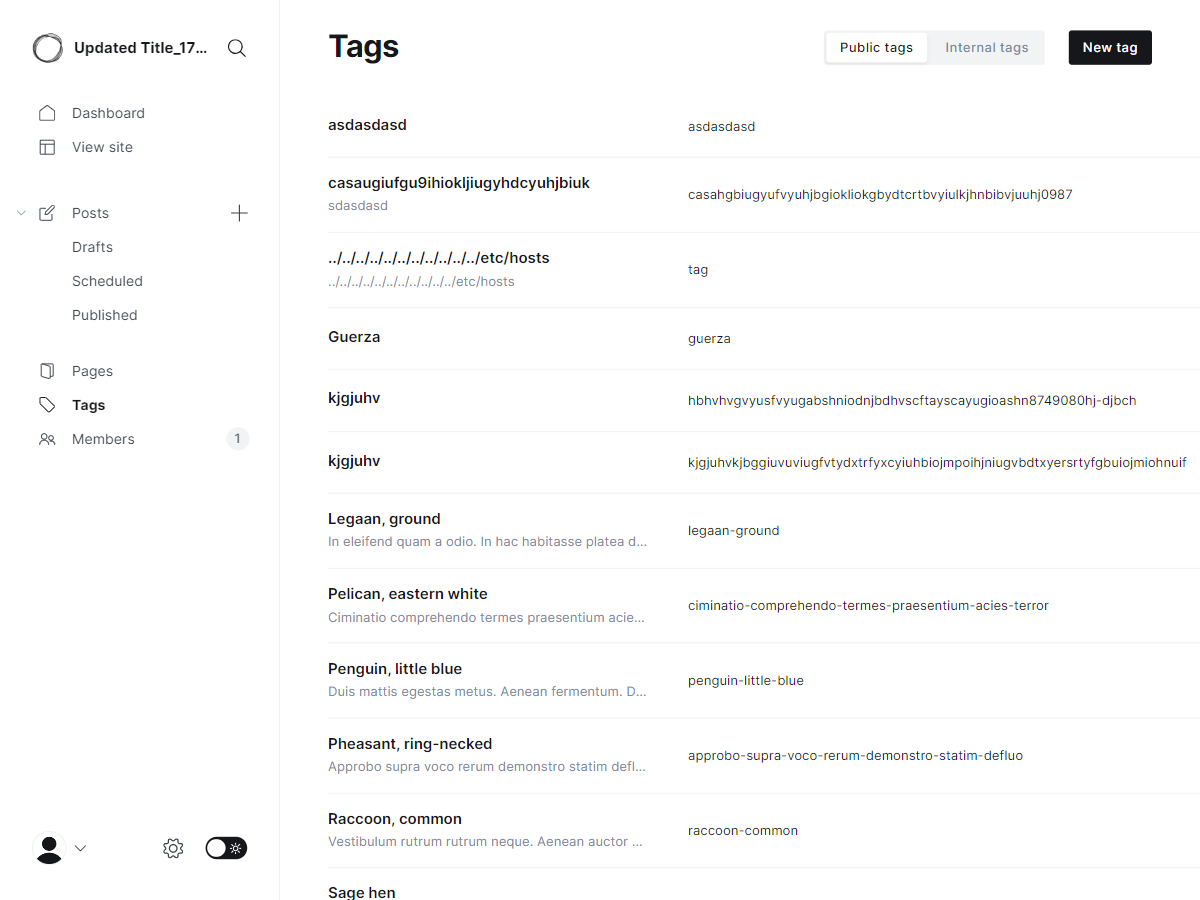 Updated Title_17...
Dashboard
View site
Posts
Drafts
Scheduled
Published
Pages
Tags
Members
1
Tags
Public tags
Internal tags
New tag
asdasdasd
asdasdasd
casaugiufgu9ihiokljiugyhdcyuhjbiuk
sdasdasd
casahgbiugyufvyuhjbgiokliokgbydtcrtbvyiulkjhnbibvjuuhj0987
../../../../../../../../../../../etc/hosts
../../../../../../../../../../../etc/hosts
tag
Guerza
guerza
kjgjuhv
hbhvhvgvyusfvyugabshniodnjbdhvscftayscayugioashn8749080hj-djbch
kjgjuhv
kjgjuhvkjbggiuvuviugfvtydxtrfyxcyiuhbiojmpoihjniugvbdtxyersrtyfgbuiojmiohnuif
Legaan, ground
In eleifend quam a odio. In hac habitasse platea d...
legaan-ground
Pelican, eastern white
Ciminatio comprehendo termes praesentium acie...
ciminatio-comprehendo-termes-praesentium-acies-terror
Penguin, little blue
Duis mattis egestas metus. Aenean fermentum. D...
penguin-little-blue
Pheasant, ring-necked
Approbo supra voco rerum demonstro statim defl...
approbo-supra-voco-rerum-demonstro-statim-defluo
Raccoon, common
Vestibulum rutrum rutrum neque. Aenean auctor ...
raccoon-common
Sage hen